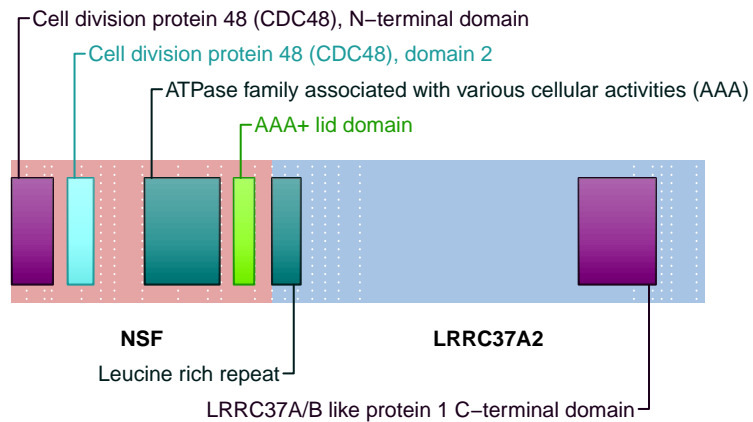 Cell division protein 48 (CDC48), N−terminal domain
Cell division protein 48 (CDC48), domain 2
ATPase family associated with various cellular activities (AAA)
AAA+ lid domain
NSF
LRRC37A2
Leucine rich repeat
LRRC37A/B like protein 1 C−terminal domain